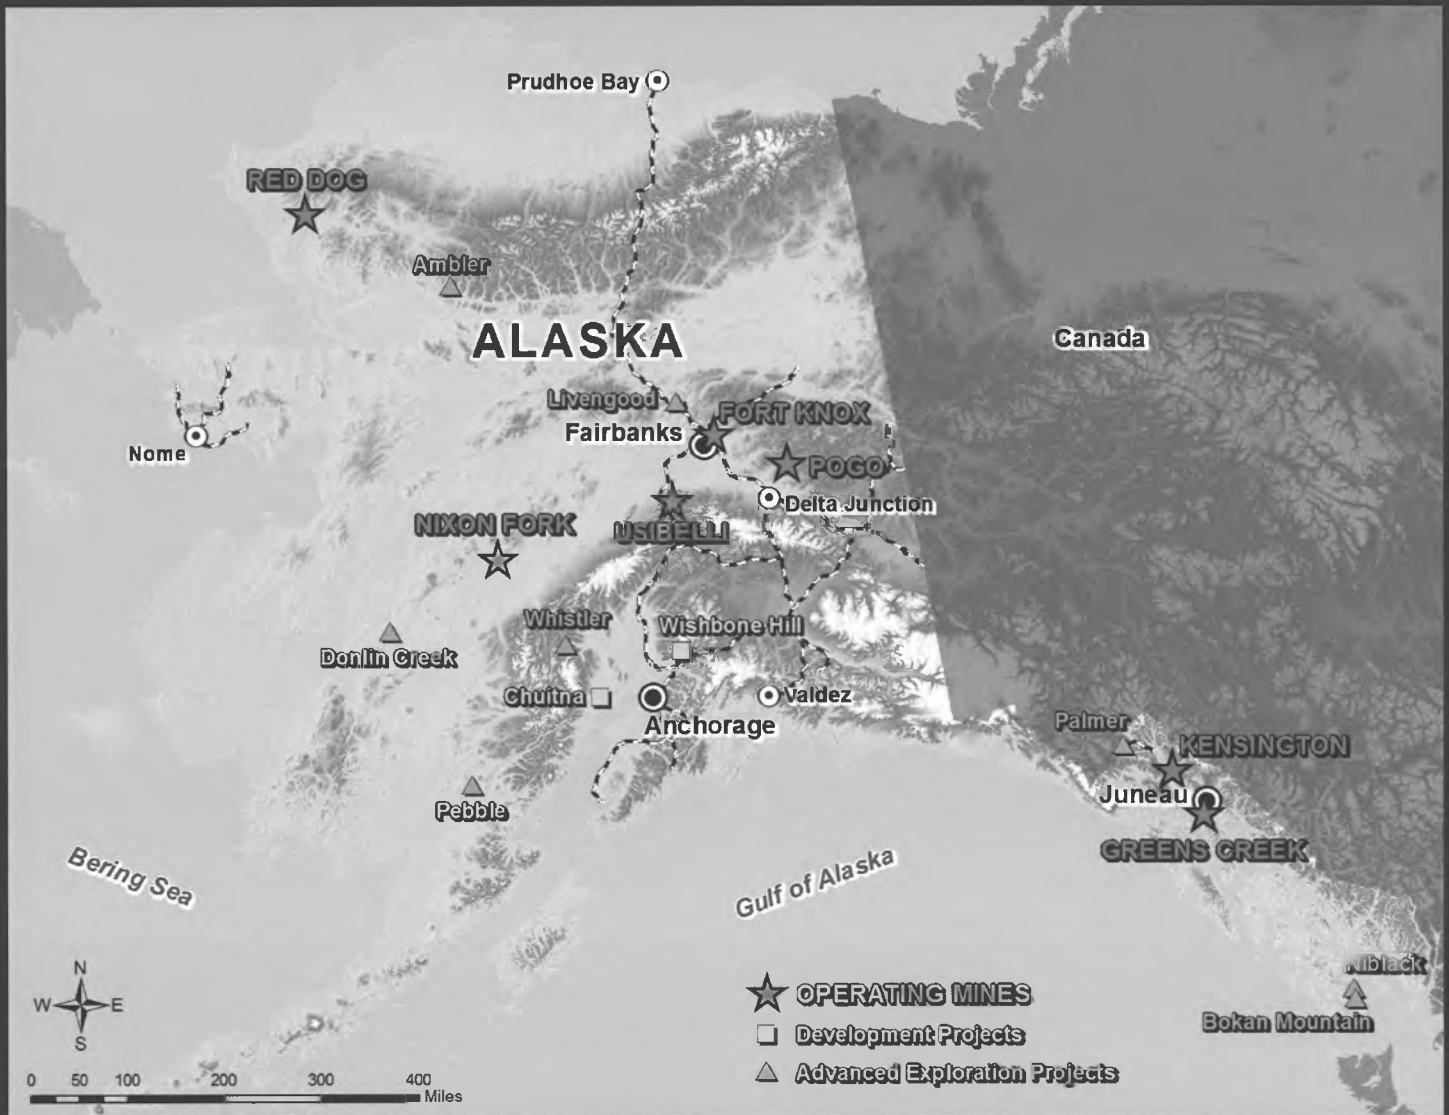 Prudhoe Bay
RED DOG
Ambler
ALASKA
Canada
Livengood
FORT KNOX
Fairbanks
Nome
POGO
Delta Junction
NIXON FORK
USIBELLI
Whistler
Wishbone Hill
Donlin Creek
Chuitna
Valdez
Anchorage
Palmer
KENSINGTON
Juneau
Pebble
GREENS CREEK
Bering Sea
Gulf of Alaska
Niblack
N
W E
S
OPERATING MINES
Bokan Mountain
Development Projects
Advanced Exploration Projects
0 50 100 200 300 400
Miles